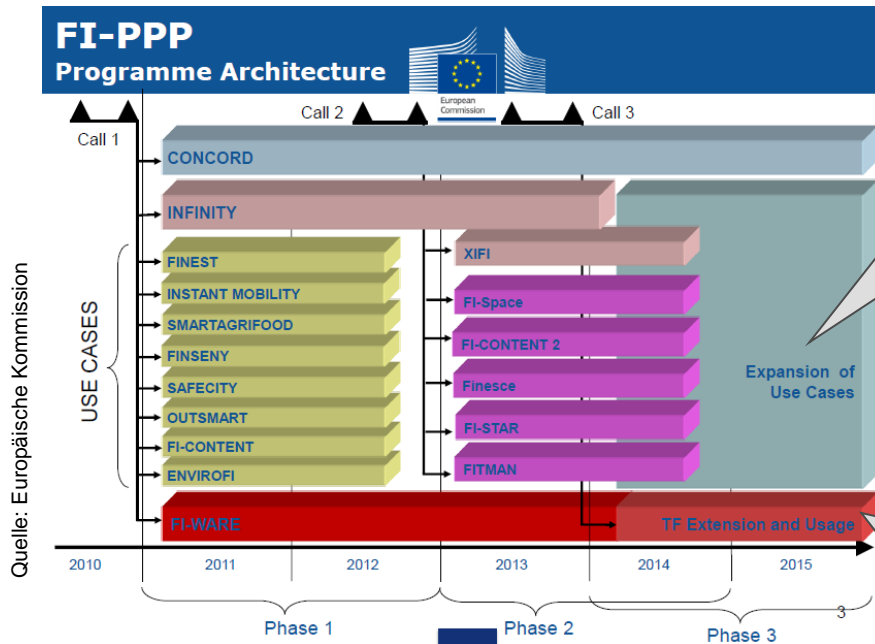 FI-PPP
Programme Architecture
European
Commission
Call 1
Call 2
Call 3
CONCORD
INFINITY
USE CASES
FINEST
INSTANT MOBILITY
SMARTAGRIFOOD
FINSENY
SAFECITY
OUTSMART
FI-CONTENT
ENVIROFI
XIFI
FI-Space
FI-CONTENT 2
Finesce
FI-STAR
FITMAN
Expansion of
Use Cases
FI-WARE
TF Extension and Usage
2010
2011
2012
2013
2014
2015
Phase 1
Phase 2
Phase 3
3
Quelle: Europäische Kommission